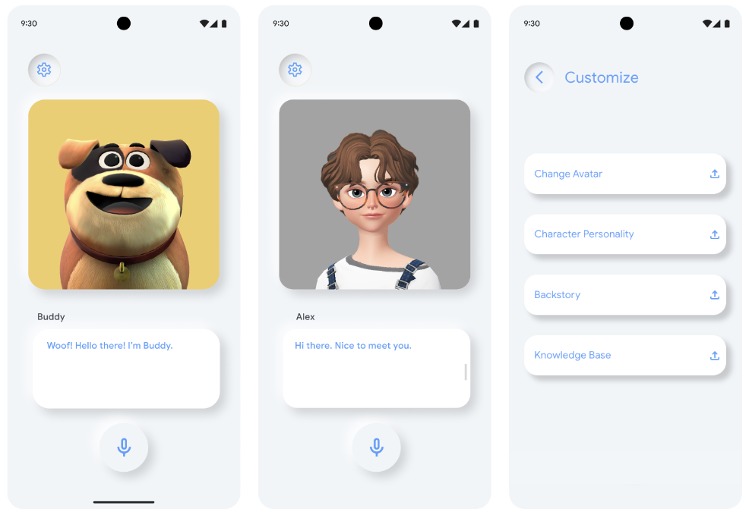 9:30
Buddy
Woof! Hello there! I'm Buddy.
9:30
Alex
Hi there. Nice to meet you.
9:30
Customize
Change Avatar
Character Personality
Backstory
Knowledge Base